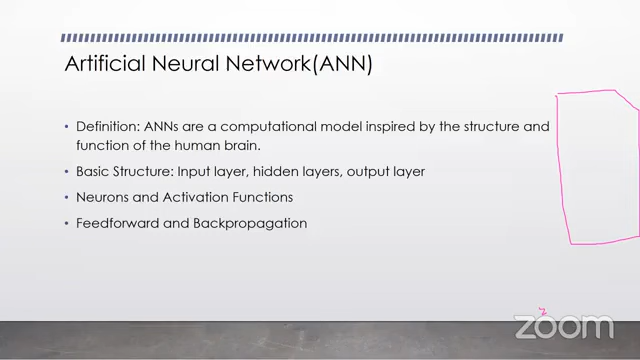 Artificial Neural Network(ANN)
• Definition: ANNs are a computational model inspired by the structure and
function of the human brain.
• Basic Structure: Input layer, hidden layers, output layer
• Neurons and Activation Functions
• Feedforward and Backpropagation
zoom